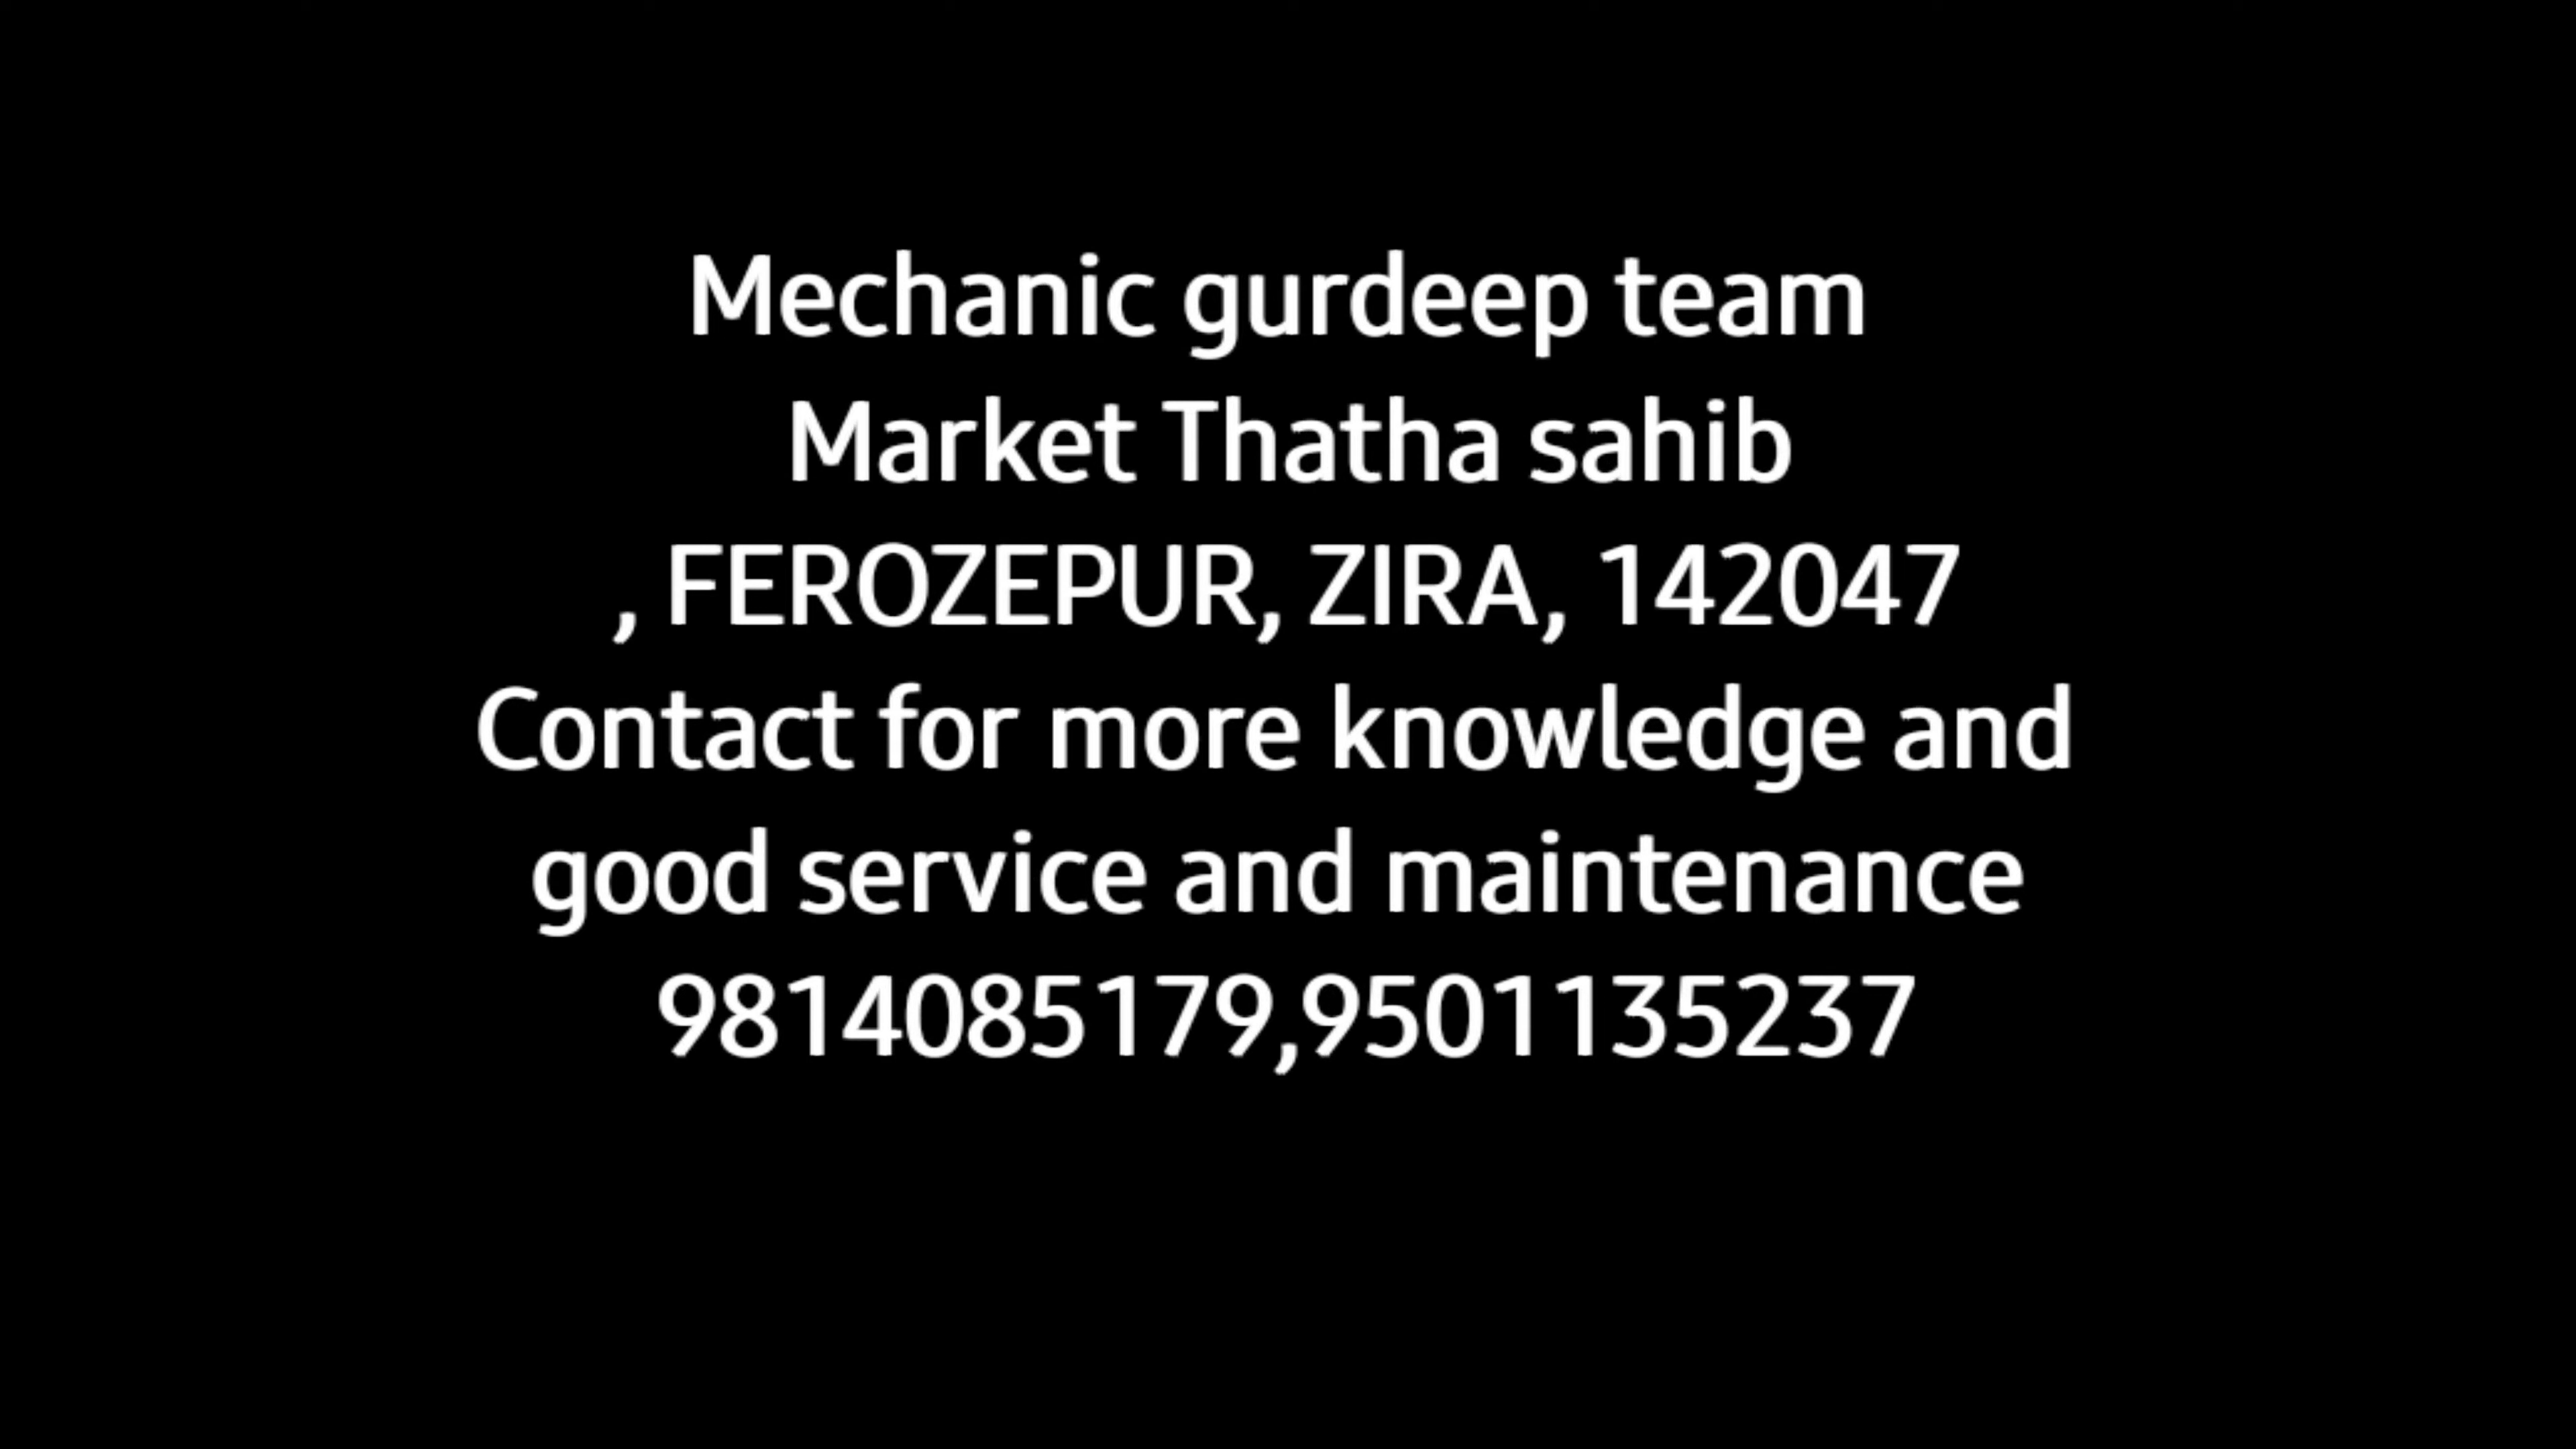 Mechanic gurdeep team
Market Thatha sahib
, FEROZEPUR, ZIRA, 142047
Contact for more knowledge and
good service and maintenance
9814085179,9501135237